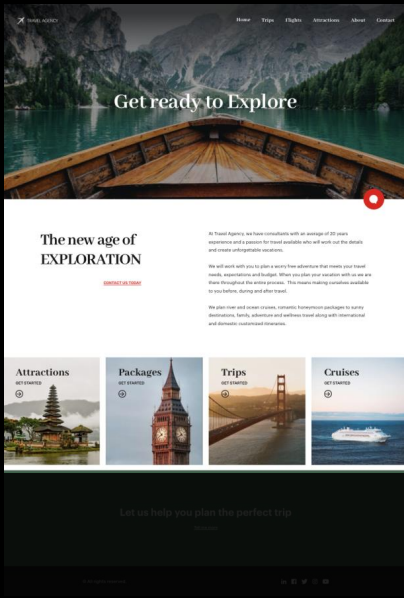 TRAVEL AGENCY
Home Trips Flights Attractions About Contact
Get ready to Explore
The new age of
EXPLORATION
CONTACT US TODAY
At Travel Agency, we have consultants with an average of 20 years
experience and a passion for travel available who will work out the details
and create unforgettable vacations.
We will work with you to plan a worry free adventure that meets your travel
needs, expectations and budget. When you plan your vacation with us we are
there throughout the entire process. This means making ourselves available
to you before, during and after travel.
We plan river and ocean cruises, romantic honeymoon packages to sunny
destinations, family, adventure and wellness travel along with international
and domestic customized itineraries.
Attractions
GET STARTED
Packages
GET STARTED
Trips
GET STARTED
Cruises
GET STARTED
Let us help you plan the perfect trip